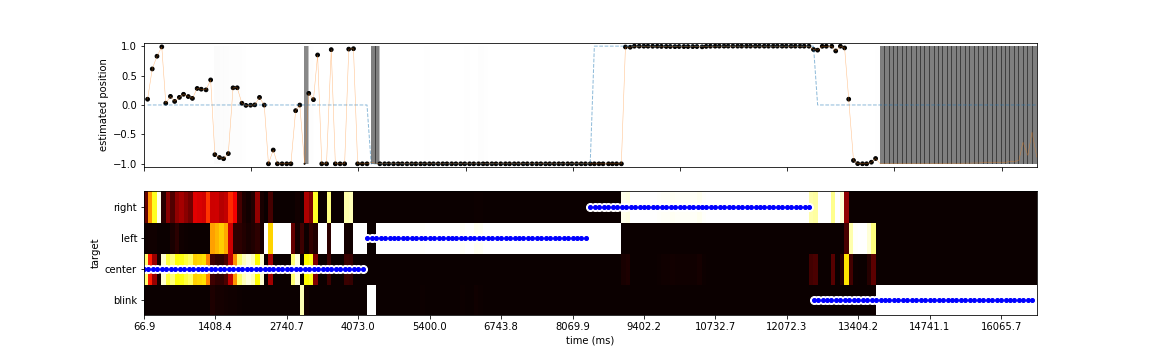 1.0
0.5
0.0
−0.5
−1.0
estimated position
right
left
center
blink
target
66.9 1408.4 2740.7 4073.0 5400.0 6743.8 8069.9 9402.2 10732.7 12072.3 13404.2 14741.1 16065.7
time (ms)